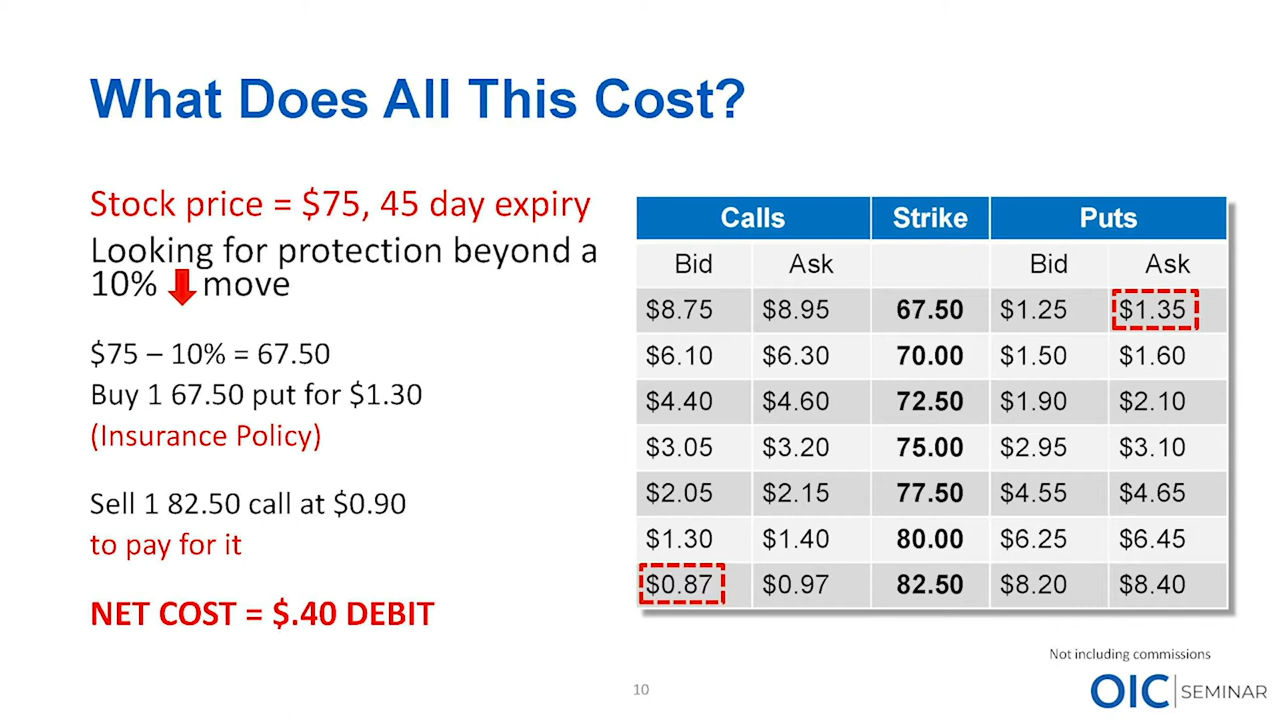 What Does All This Cost?
Stock price = $75, 45 day expiry
Looking for protection beyond a
10% move
$75 – 10% = 67.50
Buy 1 67.50 put for $1.30
(Insurance Policy)
Sell 1 82.50 call at $0.90
to pay for it
NET COST = $.40 DEBIT
Calls Strike Puts
Bid Ask Bid Ask
$8.75 $8.95 67.50 $1.25 $1.35
$6.10 $6.30 70.00 $1.50 $1.60
$4.40 $4.60 72.50 $1.90 $2.10
$3.05 $3.20 75.00 $2.95 $3.10
$2.05 $2.15 77.50 $4.55 $4.65
$1.30 $1.40 80.00 $6.25 $6.45
$0.87 $0.97 82.50 $8.20 $8.40
Not including commissions
10
OIC SEMINAR